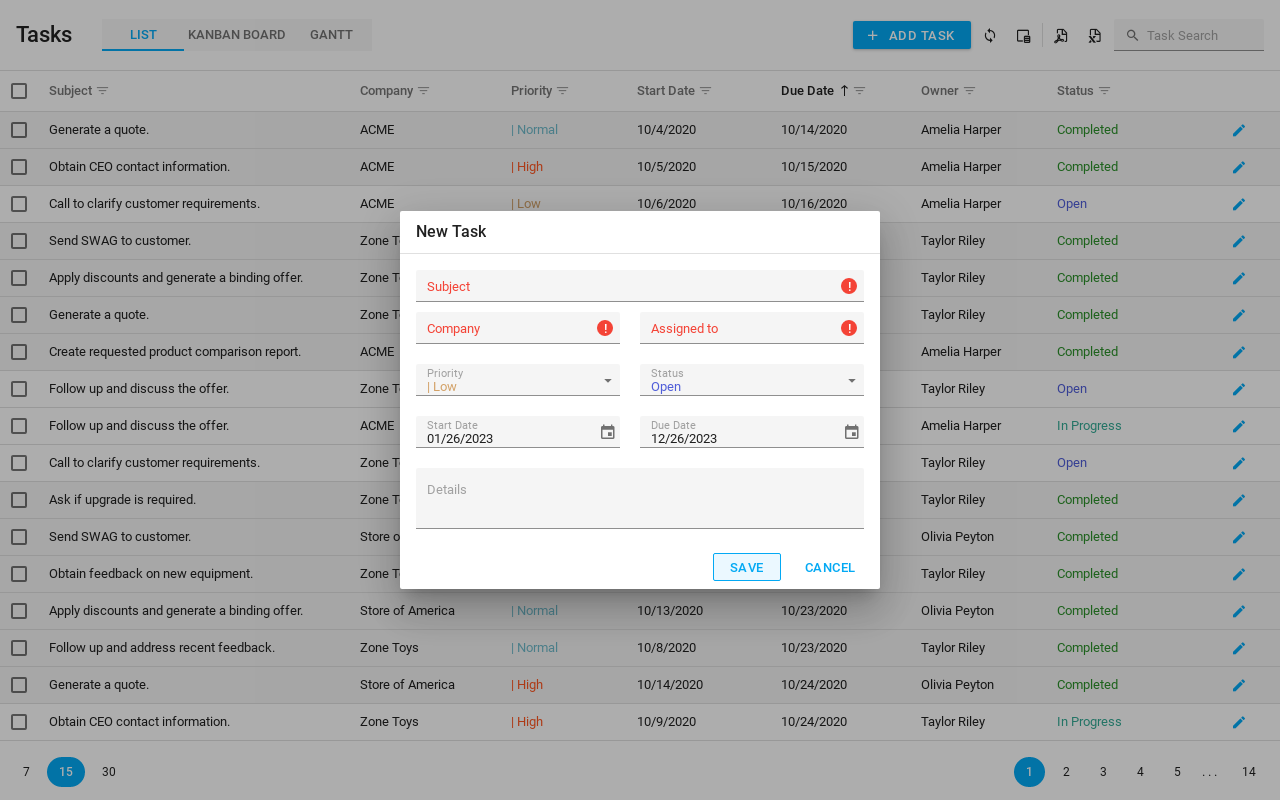 Tasks LIST KANBAN BOARD GANTT ADD TASK Task Search
Subject Company Priority Start Date Due Date Owner Status
Generate a quote. ACME | Normal 10/4/2020 10/14/2020 Amelia Harper Completed
Obtain CEO contact information. ACME | High 10/5/2020 10/15/2020 Amelia Harper Completed
Call to clarify customer requirements. ACME | Low 10/6/2020 10/16/2020 Amelia Harper Open
Send SWAG to customer. Zone T Taylor Riley Completed
Apply discounts and generate a binding offer. Zone T Taylor Riley Completed
Generate a quote. Zone T Taylor Riley Completed
Create requested product comparison report. ACME Amelia Harper Completed
Follow up and discuss the offer. Zone T Taylor Riley Open
Follow up and discuss the offer. ACME Amelia Harper In Progress
Call to clarify customer requirements. Zone T Taylor Riley Open
Ask if upgrade is required. Zone T Taylor Riley Completed
Send SWAG to customer. Store o Olivia Peyton Completed
Obtain feedback on new equipment. Zone T Taylor Riley Completed
Apply discounts and generate a binding offer. Store of America | Normal 10/13/2020 10/23/2020 Olivia Peyton Completed
Follow up and address recent feedback. Zone Toys | Normal 10/8/2020 10/23/2020 Taylor Riley Completed
Generate a quote. Store of America | High 10/14/2020 10/24/2020 Olivia Peyton Completed
Obtain CEO contact information. Zone Toys | High 10/9/2020 10/24/2020 Taylor Riley In Progress
7 15 30 1 2 3 4 5 ... 14
New Task
Subject !
Company ! Assigned to !
Priority Status
| Low Open
Start Date Due Date
01/26/2023 12/26/2023
Details
SAVE CANCEL